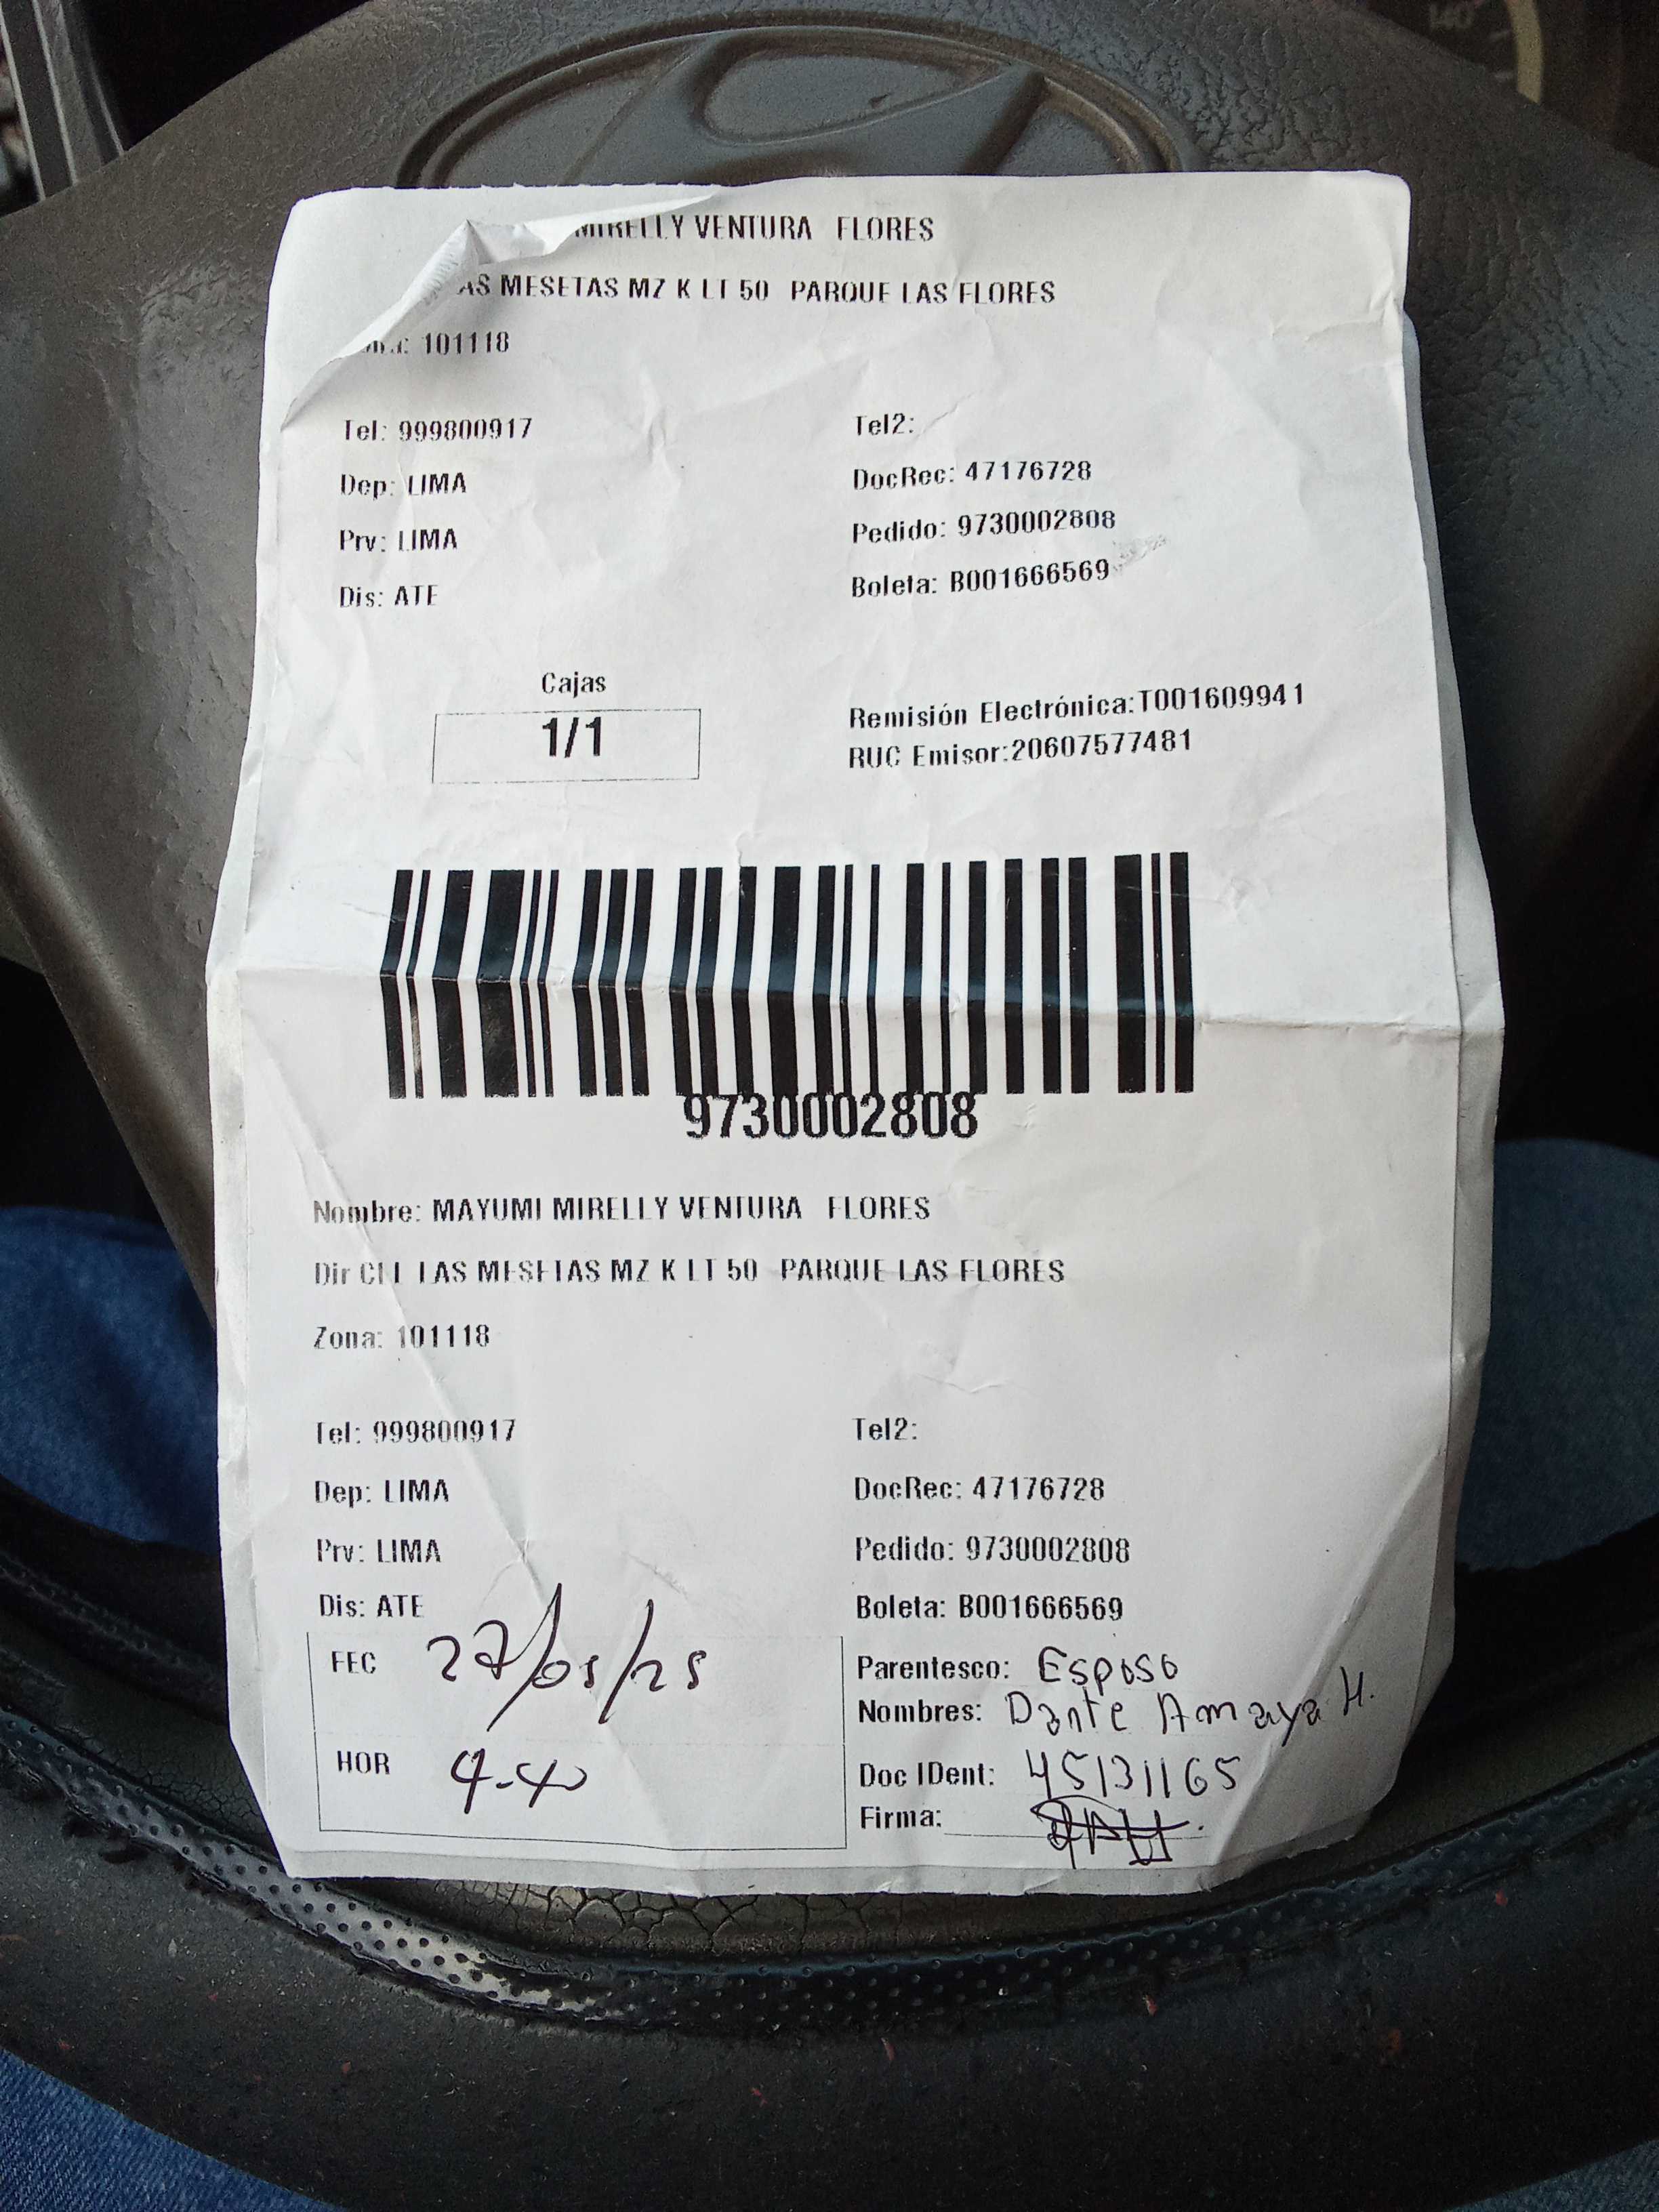 MIRELLY VENTURA FLORES
AS MESETAS MZ K LT 50 PARQUE LAS FLORES
101118
Tel: 999800917 Tel2:
Dep: LIMA DocRec: 47176728
Prv: LIMA Pedido: 9730002808
Dis: ATE Boleta: B001666569
Cajas
1/1
Remisión Electrónica:T001609941
RUC Emisor:20607577481
9730002808
Nombre: MAYUMI MIRELLY VENTURA FLORES
Dir CLL LAS MESETAS MZ K LT 50 PARQUE LAS FLORES
Zona: 101118
Tel: 999800917 Tel2:
Dep: LIMA DocRec: 47176728
Prv: LIMA Pedido: 9730002808
Dis: ATE Boleta: B001666569
FEC 27/05/25 Parentesco: Esposo
Nombres: Dante Amaya H.
HOR 4-40 Doc IDent: 45131165
Firma:
140